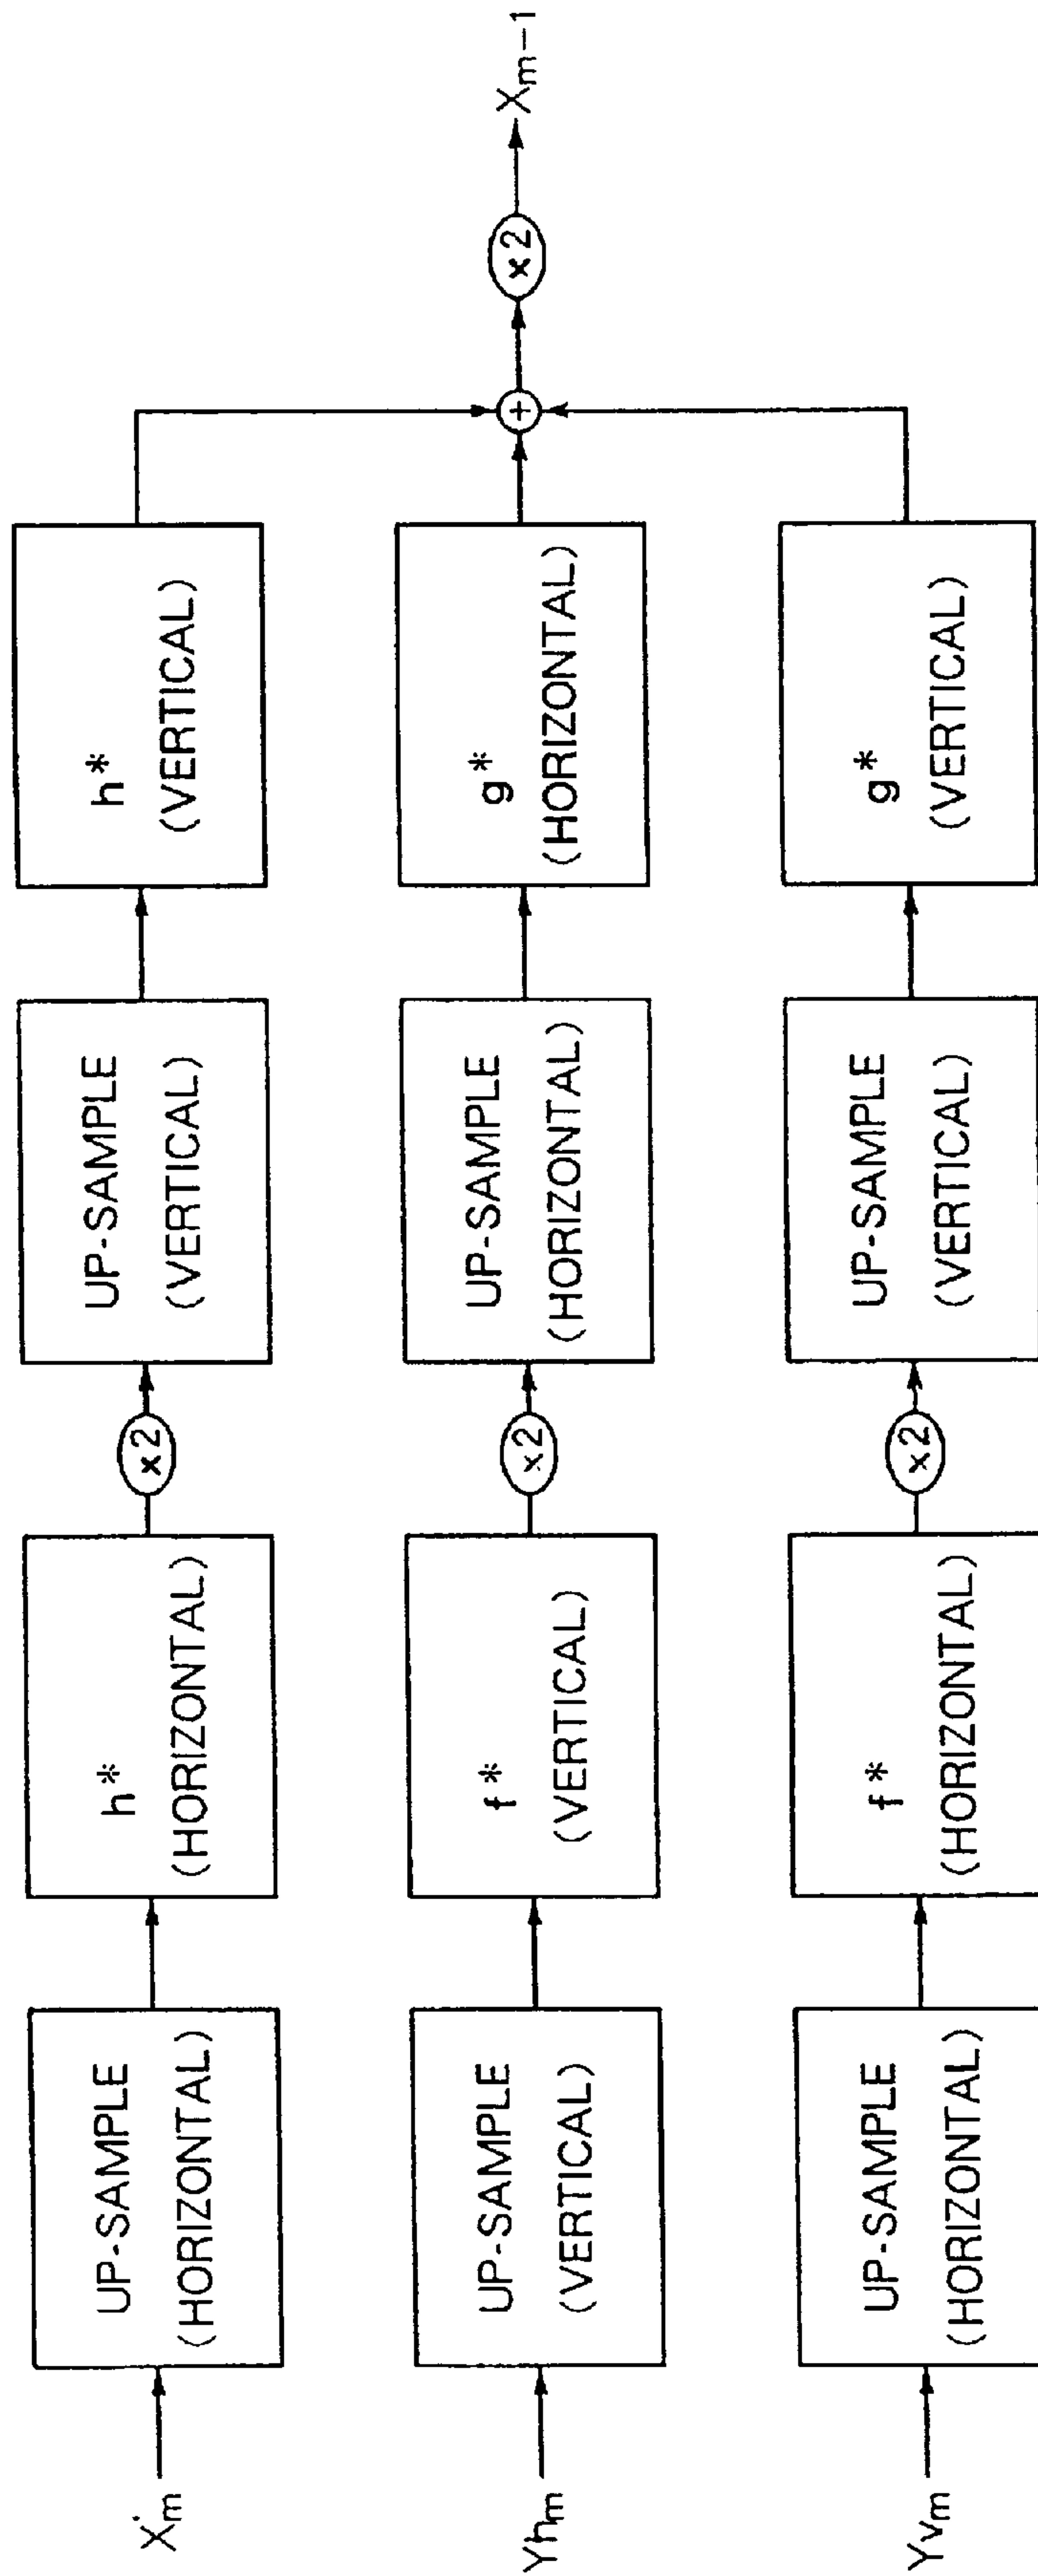 X'm
UP-SAMPLE
(HORIZONTAL)
h*
(HORIZONTAL)
x2
UP-SAMPLE
(VERTICAL)
h*
(VERTICAL)
Yhm
UP-SAMPLE
(VERTICAL)
f*
(VERTICAL)
x2
UP-SAMPLE
(HORIZONTAL)
g*
(HORIZONTAL)
+
x2
Xm-1
Yvm
UP-SAMPLE
(HORIZONTAL)
f*
(HORIZONTAL)
x2
UP-SAMPLE
(VERTICAL)
g*
(VERTICAL)